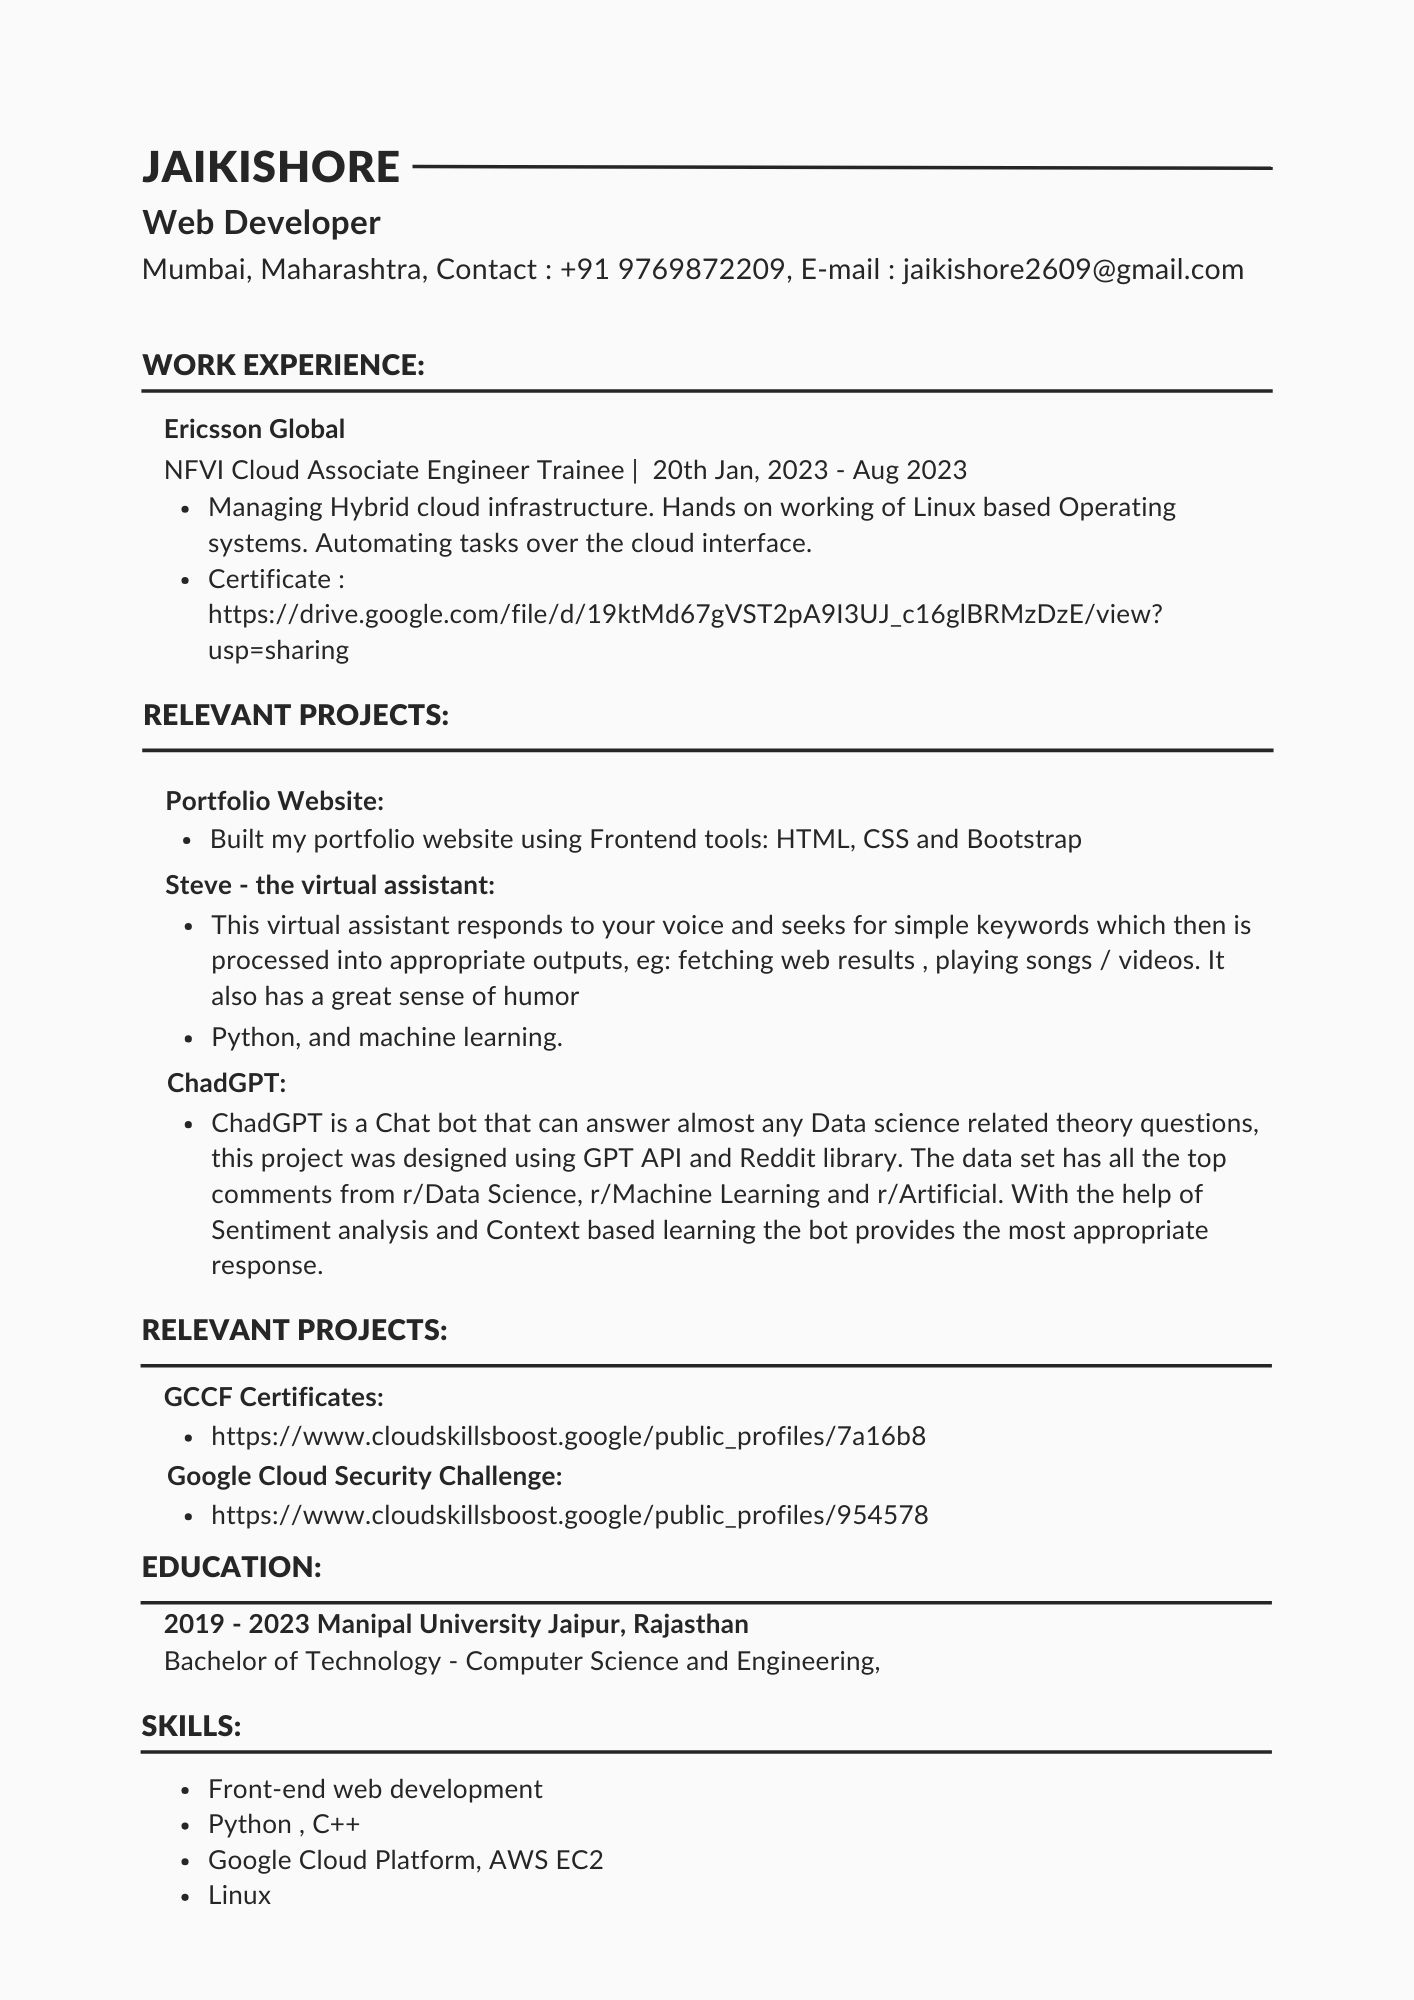 JAIKISHORE
Web Developer
Mumbai, Maharashtra, Contact : +91 9769872209, E-mail : jaikishore2609@gmail.com
WORK EXPERIENCE:
Ericsson Global
NFVI Cloud Associate Engineer Trainee | 20th Jan, 2023 - Aug 2023
• Managing Hybrid cloud infrastructure. Hands on working of Linux based Operating
systems. Automating tasks over the cloud interface.
• Certificate :
https://drive.google.com/file/d/19ktMd67gVST2pA9I3UJ_c16glBRMzDzE/view?
usp=sharing
RELEVANT PROJECTS:
Portfolio Website:
• Built my portfolio website using Frontend tools: HTML, CSS and Bootstrap
Steve - the virtual assistant:
• This virtual assistant responds to your voice and seeks for simple keywords which then is
processed into appropriate outputs, eg: fetching web results , playing songs / videos. It
also has a great sense of humor
• Python, and machine learning.
ChadGPT:
• ChadGPT is a Chat bot that can answer almost any Data science related theory questions,
this project was designed using GPT API and Reddit library. The data set has all the top
comments from r/Data Science, r/Machine Learning and r/Artificial. With the help of
Sentiment analysis and Context based learning the bot provides the most appropriate
response.
RELEVANT PROJECTS:
GCCF Certificates:
• https://www.cloudskillsboost.google/public_profiles/7a16b8
Google Cloud Security Challenge:
• https://www.cloudskillsboost.google/public_profiles/954578
EDUCATION:
2019 - 2023 Manipal University Jaipur, Rajasthan
Bachelor of Technology - Computer Science and Engineering,
SKILLS:
• Front-end web development
• Python , C++
• Google Cloud Platform, AWS EC2
• Linux